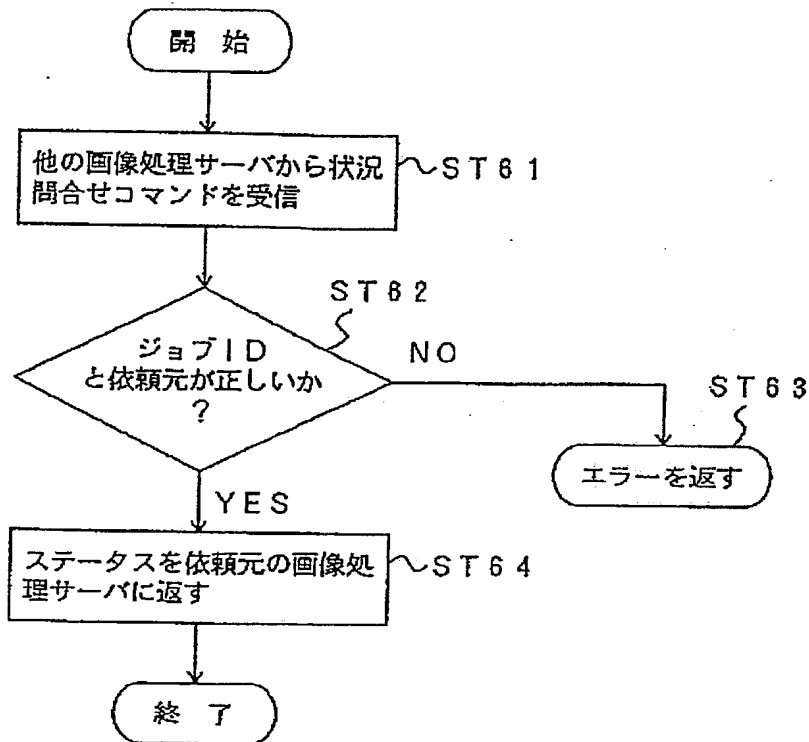 開 始
他の画像処理サーバから状況
問合せコマンドを受信
ST61
ST62
ジョブID
と依頼元が正しいか
?
NO
ST63
エラーを返す
YES
ステータスを依頼元の画像処
理サーバに返す
ST64
終 了